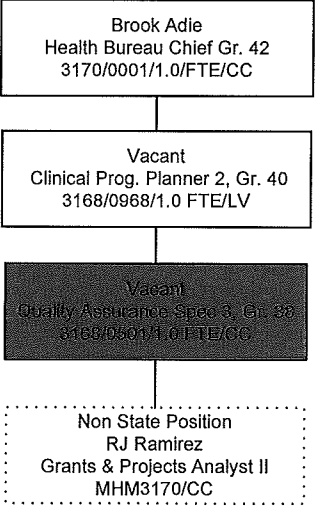 Brook Adie
Health Bureau Chief Gr. 42
3170/0001/1.0/FTE/CC
Vacant
Clinical Prog. Planner 2, Gr. 40
3168/0968/1.0 FTE/LV
Vacant
Quality Assurance Spec 3, Gr. 38
3168/0501/1.0 FTE/CC
Non State Position
RJ Ramirez
Grants & Projects Analyst II
MHM3170/CC